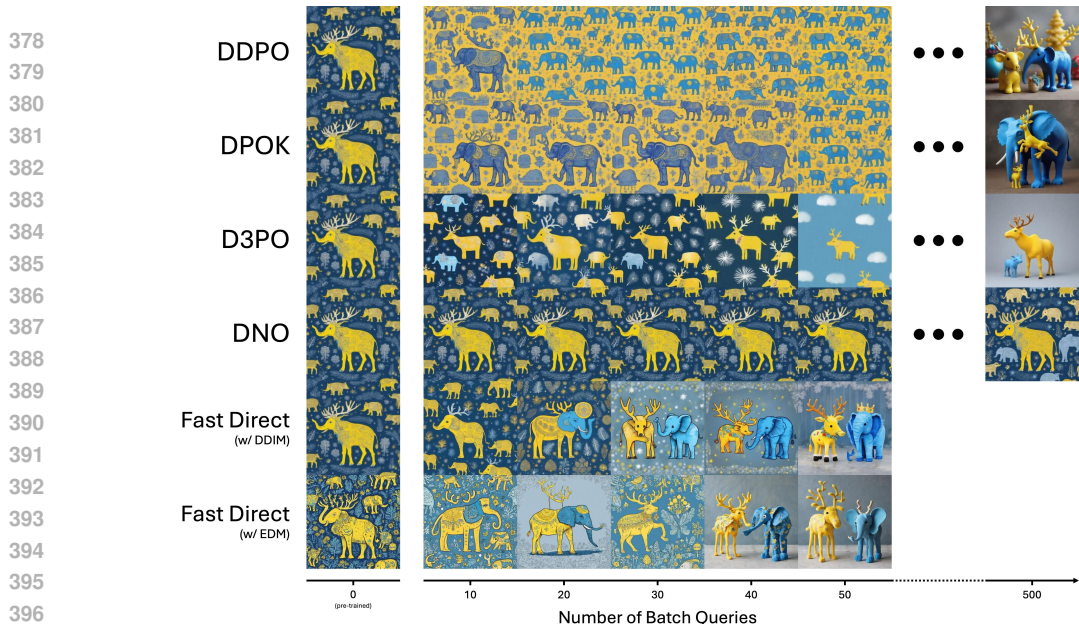 378
DDPO
379
380
381
DPOK
382
383
384
D3PO
385
386
387
DNO
388
389
390
Fast Direct
(w/ DDIM)
391
392
393
Fast Direct
(w/ EDM)
394
395
0
10
20
30
40
50
500
(pre-trained)
396
Number of Batch Queries